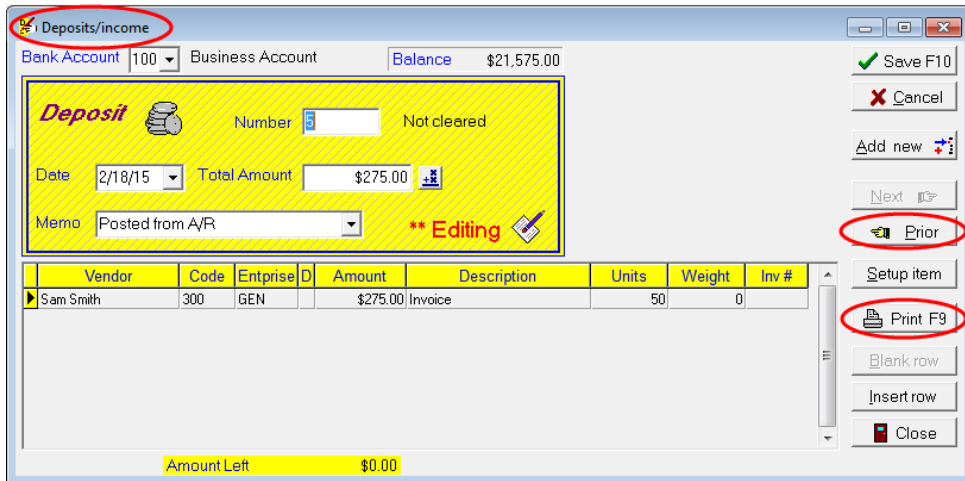 Deposits/income
Bank Account 100 Business Account Balance $21,575.00
Save F10
Cancel
Deposit Number 5 Not cleared
Add new
Date 2/18/15 Total Amount $275.00
Next
Memo Posted from A/R ** Editing
Prior
Vendor Code Entprise D Amount Description Units Weight Inv #
Setup item
Sam Smith 300 GEN $275.00 Invoice 50 0
Print F9
Blank row
Insert row
Close
Amount Left $0.00